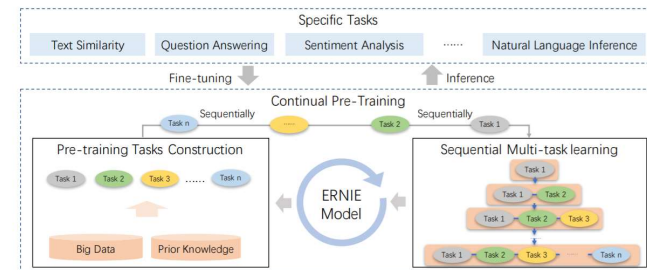 Specific Tasks
Text Similarity Question Answering Sentiment Analysis ...... Natural Language Inference
Fine-tuning Inference
Continual Pre-Training
Sequentially Sequentially
Task n ...... Task 2 Task 1
Pre-training Tasks Construction
Task 1 Task 2 Task 3 ...... Task n
Big Data Prior Knowledge
ERNIE
Model
Sequential Multi-task learning
Task 1
Task 1 Task 2
Task 1 Task 2 Task 3
Task 1 Task 2 Task 3 ...... Task n